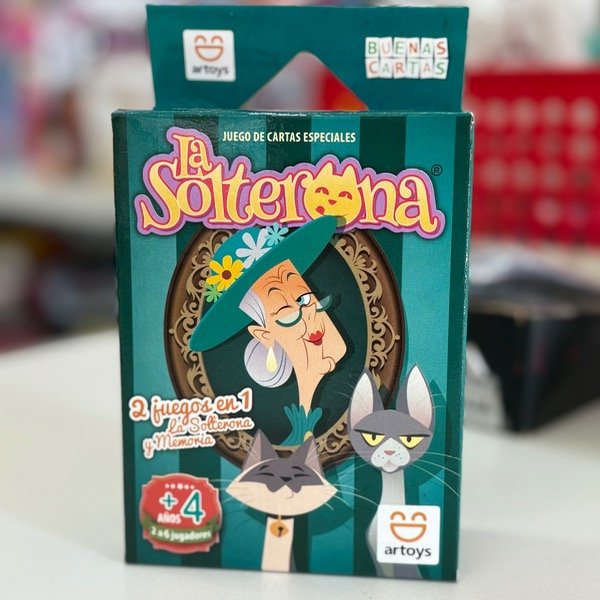 artoys
BUENAS
CARTAS
JUEGO DE CARTAS ESPECIALES
La
Solterona®
2 juegos en 1
La Solterona
y Memoria
+4
AÑOS
2 a 6 jugadores
artoys